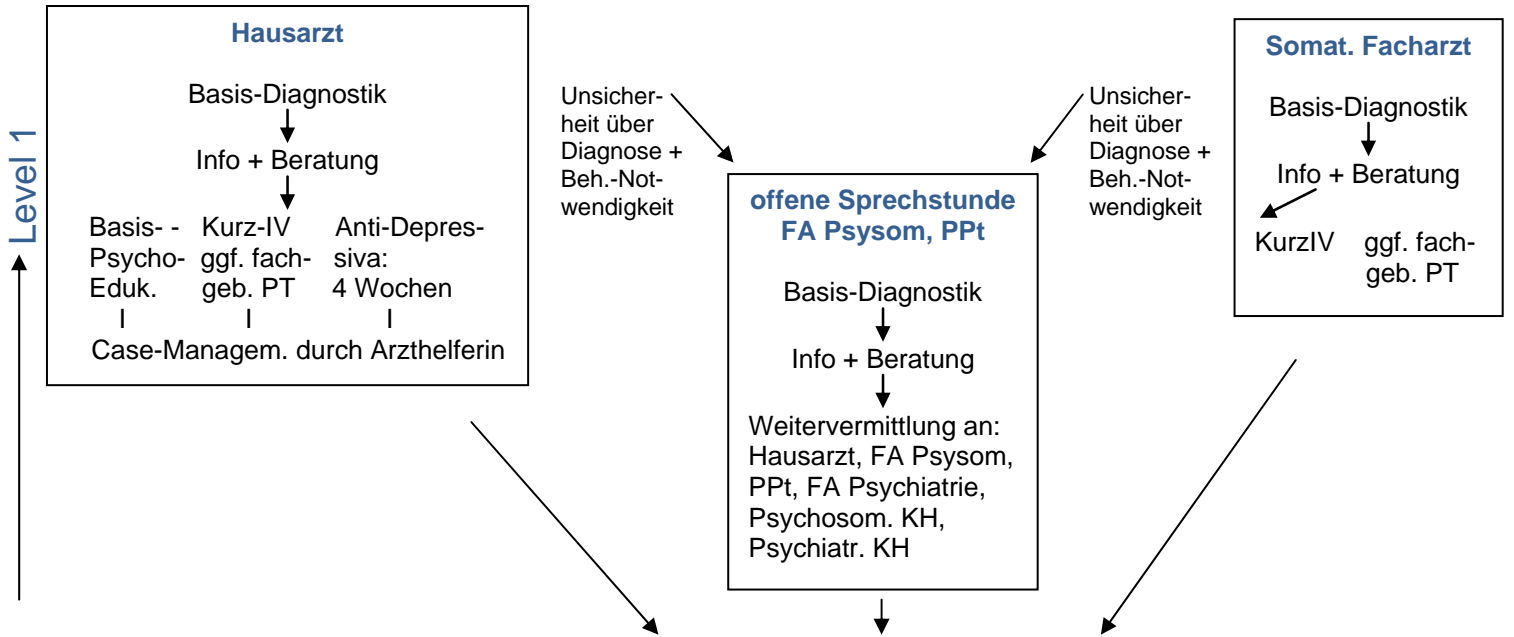 Level 1
Hausarzt
Basis-Diagnostik
Info + Beratung
Basis- -
Psycho-
Eduk.
Kurz-IV
ggf. fach-
geb. PT
Anti-Depres-
siva:
4 Wochen
I I I
Case-Managem. durch Arzthelferin
Unsicher-
heit über
Diagnose +
Beh.-Not-
wendigkeit
offene Sprechstunde
FA Psysom, PPt
Basis-Diagnostik
Info + Beratung
Weitervermittlung an:
Hausarzt, FA Psysom,
PPt, FA Psychiatrie,
Psychosom. KH,
Psychiatr. KH
Unsicher-
heit über
Diagnose +
Beh.-Not-
wendigkeit
Somat. Facharzt
Basis-Diagnostik
Info + Beratung
KurzIV
ggf. fach-
geb. PT